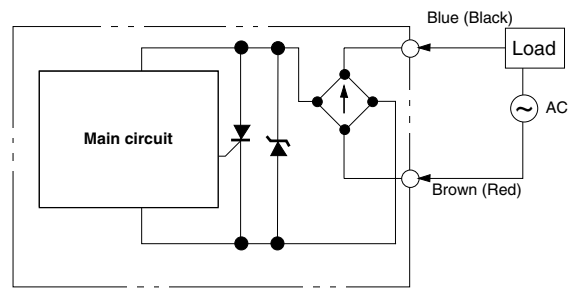 Blue (Black)
Load
AC
Main circuit
Brown (Red)